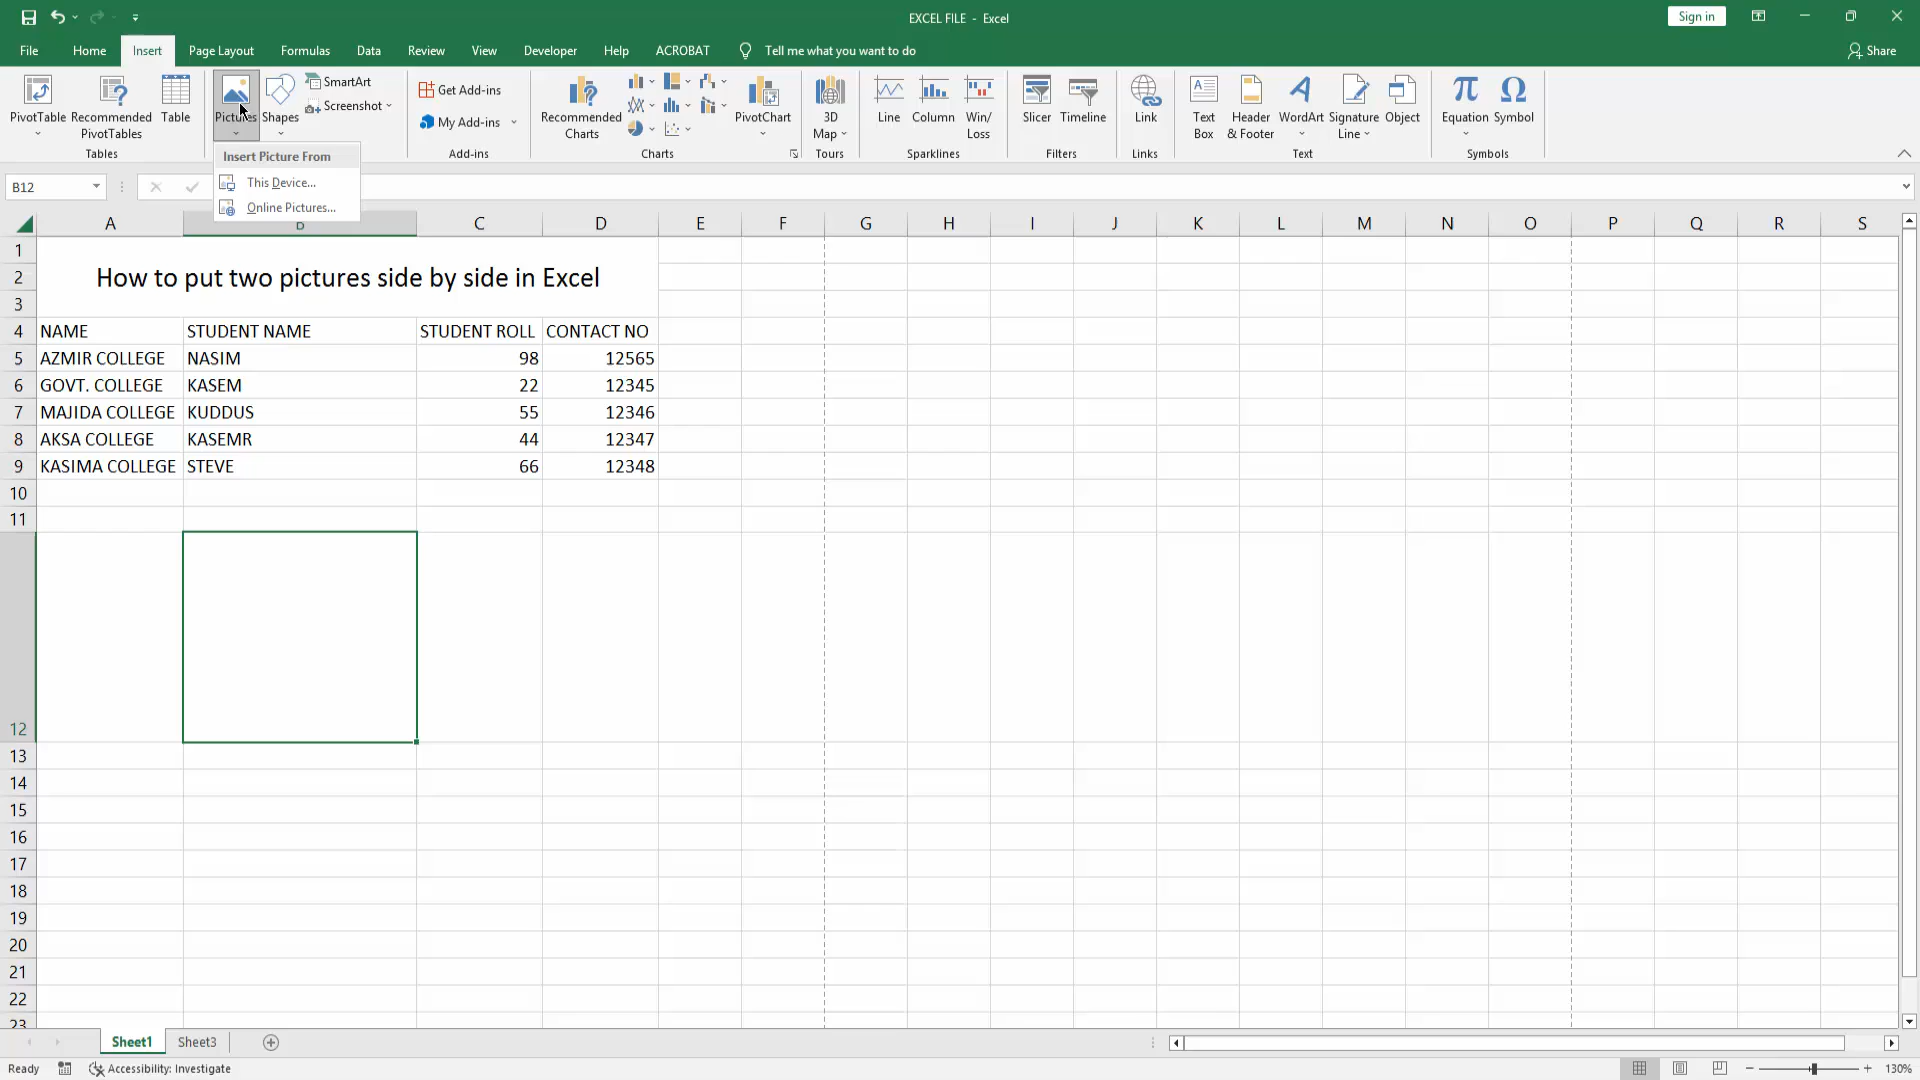 EXCEL FILE - Excel
Sign in
File Home Insert Page Layout Formulas Data Review View Developer Help ACROBAT Tell me what you want to do Share
PivotTable
Recommended
PivotTables
Table
Tables
Pictures
Shapes
SmartArt
Screenshot
Get Add-ins
My Add-ins
Add-ins
Recommended
Charts
PivotChart
Charts
3D
Map
Tours
Line
Column
Win/
Loss
Sparklines
Slicer
Timeline
Filters
Link
Links
Text
Box
Header
& Footer
WordArt
Signature
Line
Object
Text
Equation
Symbol
Symbols
Insert Picture From
This Device...
Online Pictures...
B12
A B C D E F G H I J K L M N O P Q R S
1
2 How to put two pictures side by side in Excel
3
4 NAME STUDENT NAME STUDENT ROLL CONTACT NO
5 AZMIR COLLEGE NASIM 98 12565
6 GOVT. COLLEGE KASEM 22 12345
7 MAJIDA COLLEGE KUDDUS 55 12346
8 AKSA COLLEGE KASEMR 44 12347
9 KASIMA COLLEGE STEVE 66 12348
10
11
12
13
14
15
16
17
18
19
20
21
22
23
Sheet1 Sheet3
Ready Accessibility: Investigate 130%